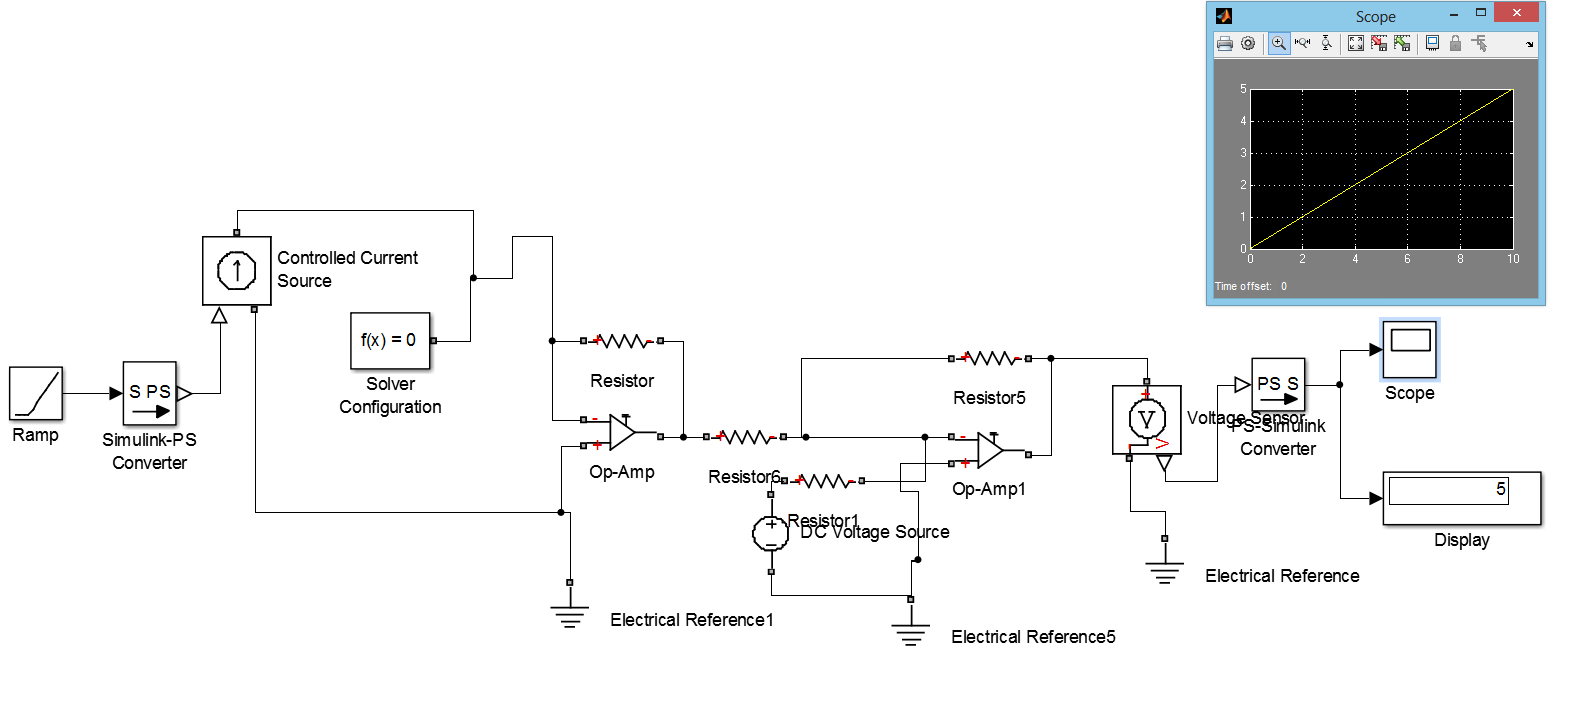 Scope
5
4
3
2
1
0
0 2 4 6 8 10
Time offset: 0
Controlled Current
Source
f(x) = 0
Solver
Configuration
Ramp
S PS
Simulink-PS
Converter
Resistor
Op-Amp
Resistor6
Resistor1
DC Voltage Source
Resistor5
Op-Amp1
V
V
Voltage Sensor
PS S
PS-Simulink
Converter
Scope
5
Display
Electrical Reference
Electrical Reference1
Electrical Reference5